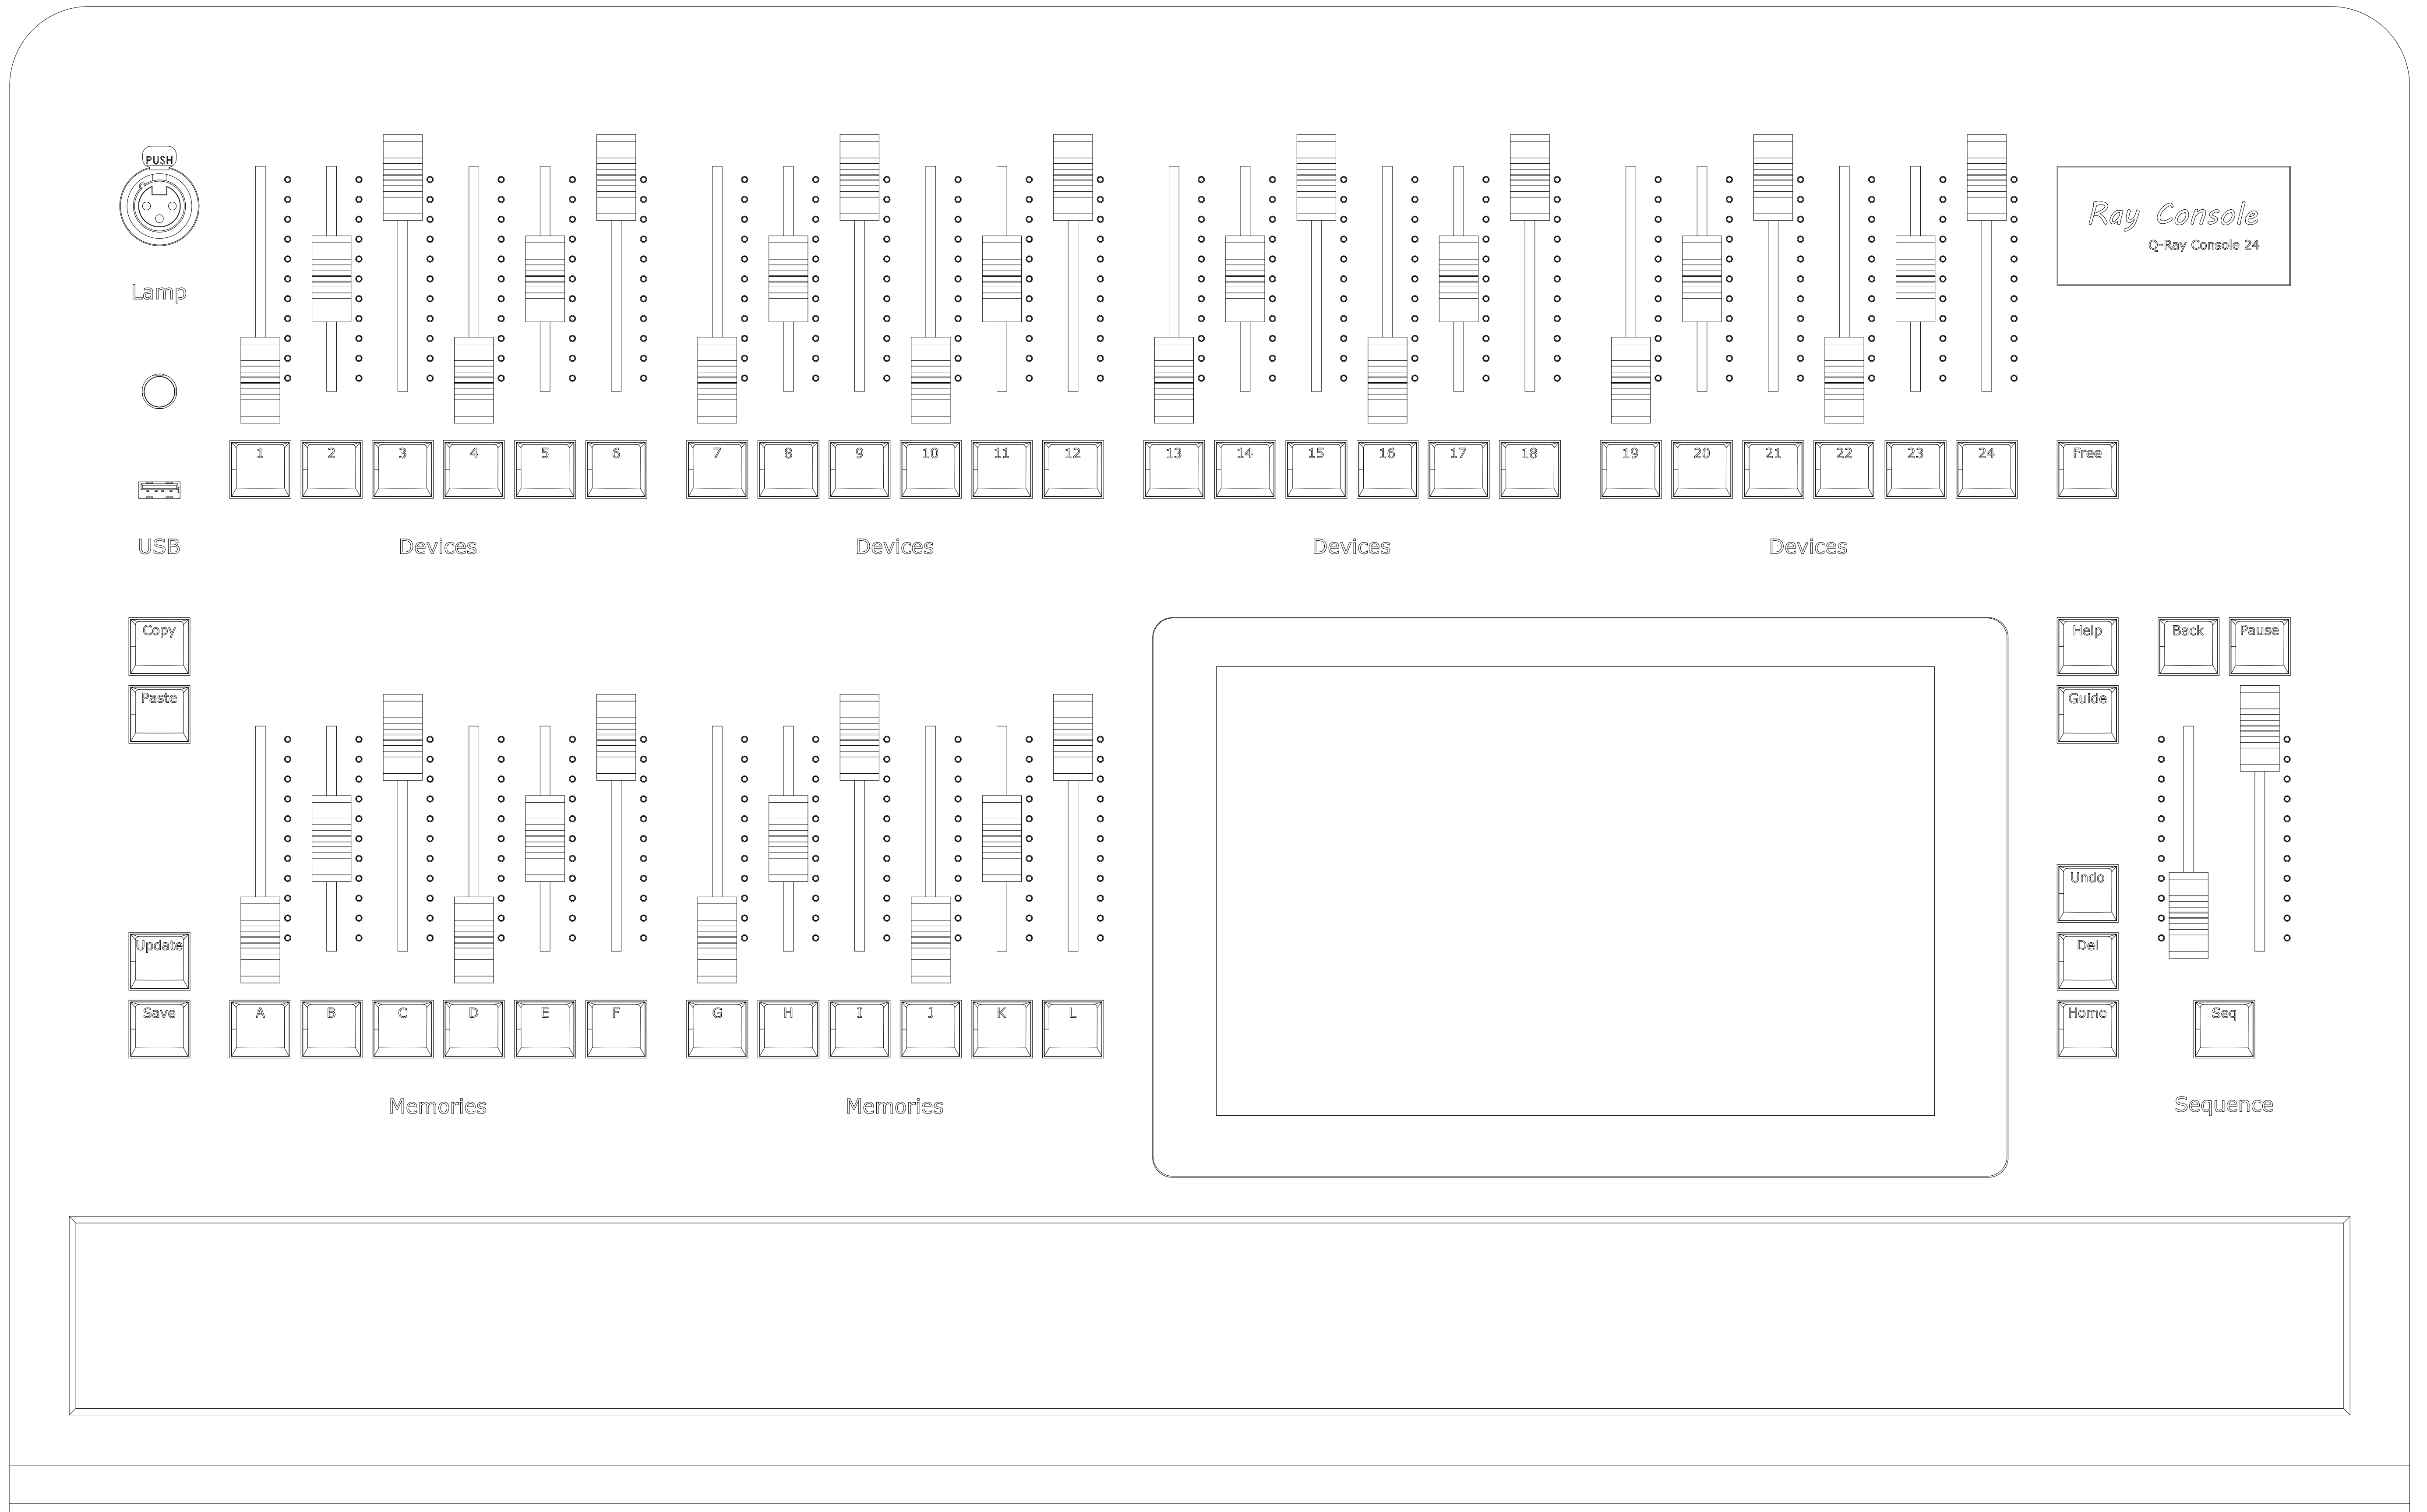 PUSH
Ray Console
Q-Ray Console 24
Lamp
1 2 3 4 5 6 7 8 9 10 11 12 13 14 15 16 17 18 19 20 21 22 23 24 Free
USB Devices Devices Devices Devices
Copy Help Back Pause
Paste Guide
Undo
Update Del
Save A B C D E F G H I J K L Home Seq
Memories Memories Sequence